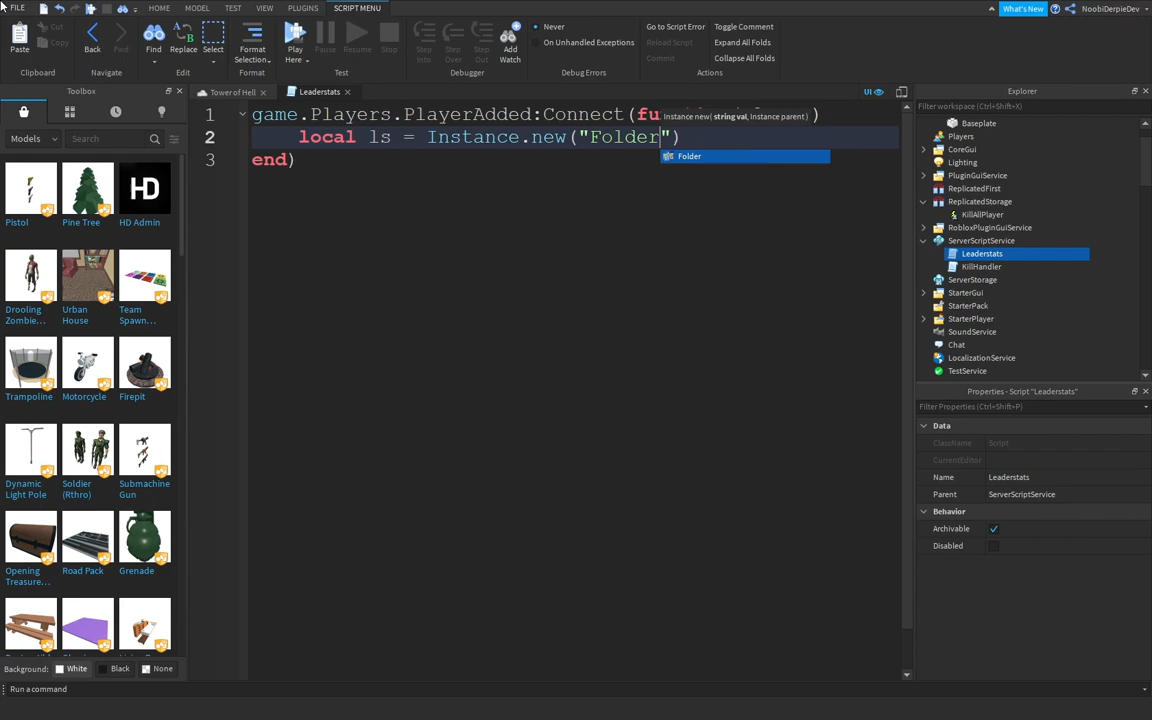 FILE
HOME
MODEL
TEST
VIEW
PLUGINS
SCRIPT MENU
What's New
NoobiDerpieDev
Paste
Cut
Copy
Clipboard
Back
Fwd
Navigate
Find
Replace
Select
Edit
Format
Selection
Format
Play
Here
Pause
Resume
Stop
Test
Step
Into
Step
Over
Step
Out
Add
Watch
Debugger
Never
On Unhandled Exceptions
Debug Errors
Go to Script Error
Reload Script
Commit
Toggle Comment
Expand All Folds
Collapse All Folds
Actions
Toolbox
Models
Search
Pistol
Pine Tree
HD
HD Admin
Drooling
Zombie...
Urban
House
Team
Spawn...
Trampoline
Motorcycle
Firepit
Dynamic
Light Pole
Soldier
(Rthro)
Submachine
Gun
Opening
Treasure...
Road Pack
Grenade
Background:
White
Black
None
Tower of Hell
Leaderstats
UI
1 game.Players.PlayerAdded:Connect(fu
Instance new(string val, Instance parent)
2 local ls = Instance.new("Folder")
Folder
3 end)
Explorer
Filter workspace (Ctrl+Shift+X)
Baseplate
Players
CoreGui
Lighting
PluginGuiService
ReplicatedFirst
ReplicatedStorage
KillAllPlayer
RobloxPluginGuiService
ServerScriptService
Leaderstats
KillHandler
ServerStorage
StarterGui
StarterPack
StarterPlayer
SoundService
Chat
LocalizationService
TestService
Properties - Script "Leaderstats"
Filter Properties (Ctrl+Shift+P)
Data
ClassName Script
CurrentEditor
Name Leaderstats
Parent ServerScriptService
Behavior
Archivable
Disabled
Run a command